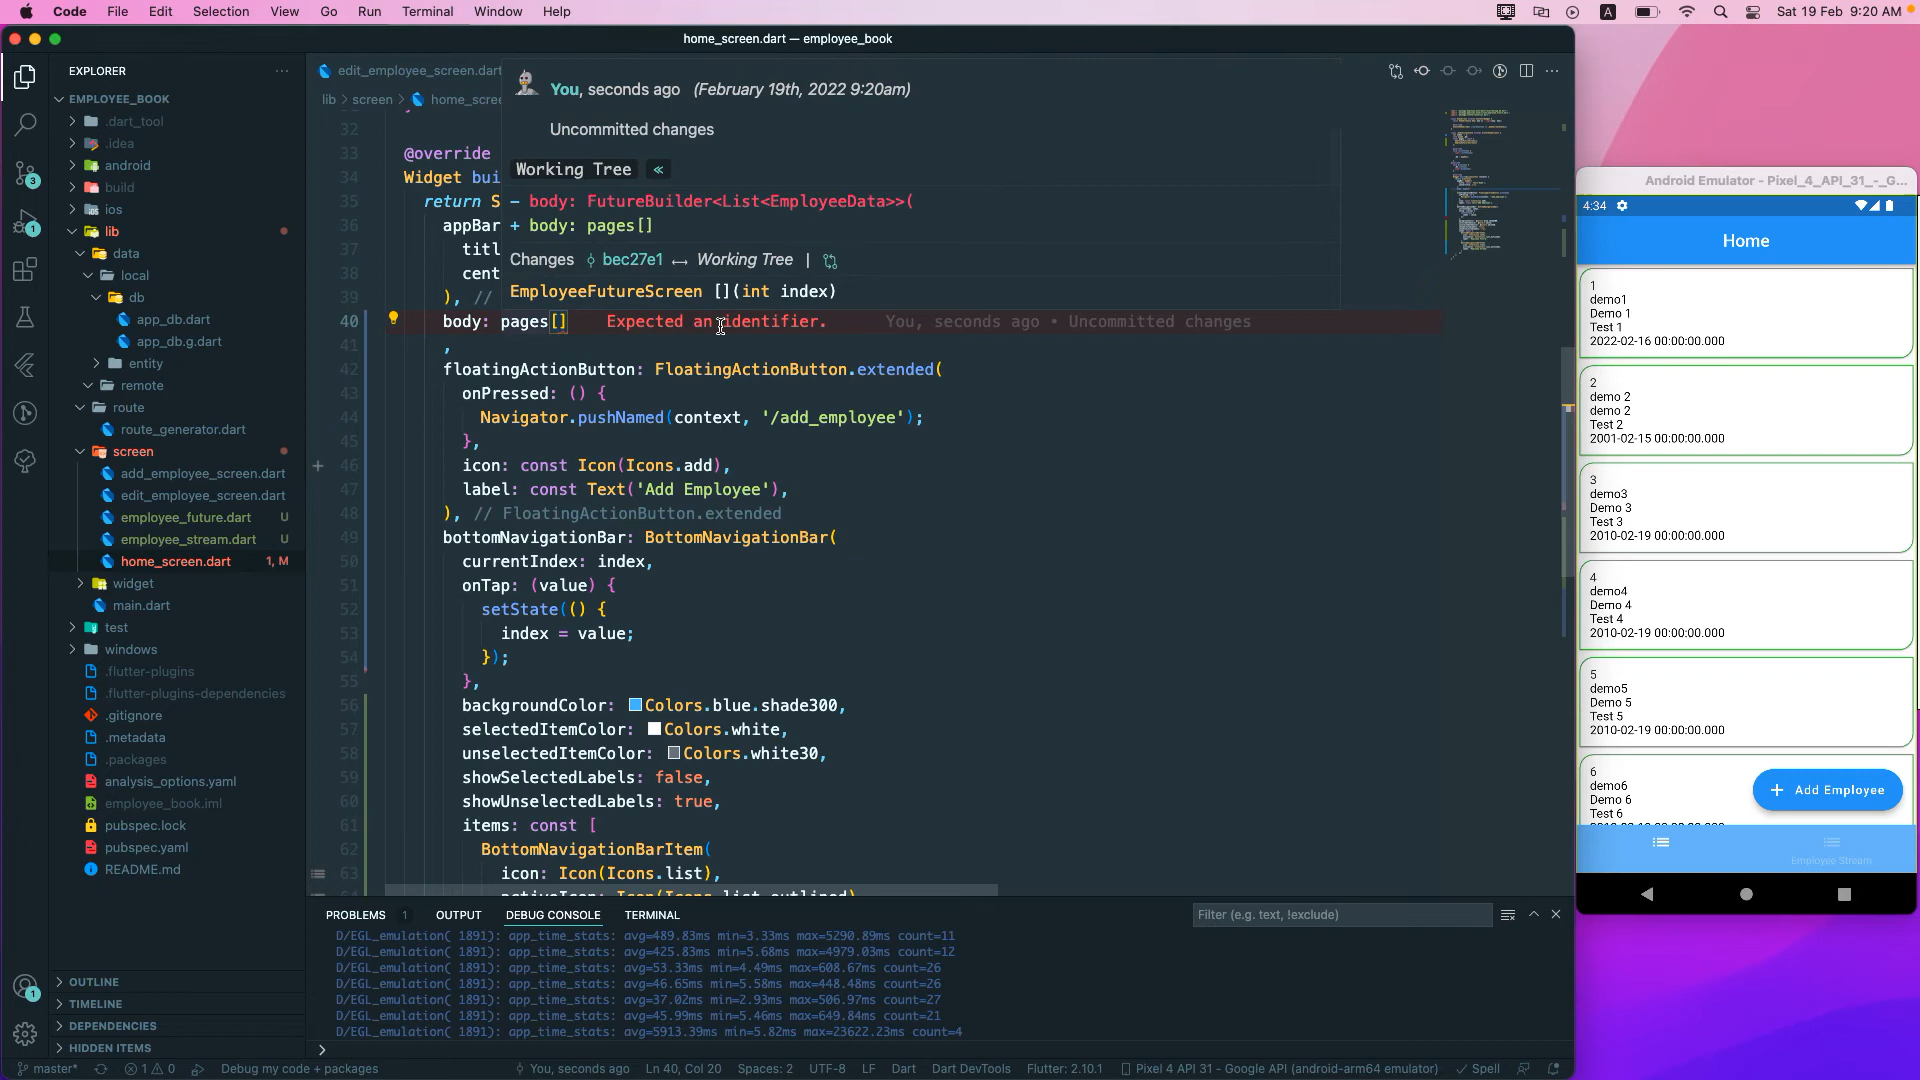 Code File Edit Selection View Go Run Terminal Window Help
A Sat 19 Feb 9:20 AM
home_screen.dart — employee_book
EXPLORER
EMPLOYEE_BOOK
.dart_tool
.idea
android
build
ios
lib
data
local
db
app_db.dart
app_db.g.dart
entity
remote
route
route_generator.dart
screen
add_employee_screen.dart
edit_employee_screen.dart
employee_future.dart U
employee_stream.dart U
home_screen.dart 1, M
widget
main.dart
test
windows
.flutter-plugins
.flutter-plugins-dependencies
.gitignore
.metadata
.packages
analysis_options.yaml
employee_book.iml
pubspec.lock
pubspec.yaml
README.md
OUTLINE
TIMELINE
DEPENDENCIES
HIDDEN ITEMS
3
1
1
edit_employee_screen.dart
lib > screen > home_scree
You, seconds ago (February 19th, 2022 9:20am)
Uncommitted changes
Working Tree «
- body: FutureBuilder<List<EmployeeData>>(
+ body: pages[]
Changes bec27e1 ↔ Working Tree |
EmployeeFutureScreen [](int index)
32
33 @override
34 Widget bui
35 return S
36 appBar
37 titl
38 cent
39 ), //
40 body: pages[] Expected an identifier. You, seconds ago • Uncommitted changes
41 ,
42 floatingActionButton: FloatingActionButton.extended(
43 onPressed: () {
44 Navigator.pushNamed(context, '/add_employee');
45 },
46 icon: const Icon(Icons.add),
47 label: const Text('Add Employee'),
48 ), // FloatingActionButton.extended
49 bottomNavigationBar: BottomNavigationBar(
50 currentIndex: index,
51 onTap: (value) {
52 setState(() {
53 index = value;
54 });
55 },
56 backgroundColor: Colors.blue.shade300,
57 selectedItemColor: Colors.white,
58 unselectedItemColor: Colors.white30,
59 showSelectedLabels: false,
60 showUnselectedLabels: true,
61 items: const [
62 BottomNavigationBarItem(
63 icon: Icon(Icons.list),
PROBLEMS 1 OUTPUT DEBUG CONSOLE TERMINAL
Filter (e.g. text, !exclude)
D/EGL_emulation( 1891): app_time_stats: avg=489.83ms min=3.33ms max=5290.89ms count=11
D/EGL_emulation( 1891): app_time_stats: avg=425.83ms min=5.68ms max=4979.03ms count=12
D/EGL_emulation( 1891): app_time_stats: avg=53.33ms min=4.49ms max=608.67ms count=26
D/EGL_emulation( 1891): app_time_stats: avg=46.65ms min=5.58ms max=448.48ms count=26
D/EGL_emulation( 1891): app_time_stats: avg=37.02ms min=2.93ms max=506.97ms count=27
D/EGL_emulation( 1891): app_time_stats: avg=45.99ms min=5.46ms max=649.84ms count=21
D/EGL_emulation( 1891): app_time_stats: avg=5913.39ms min=5.82ms max=23622.23ms count=4
master* 1 0 Debug my code + packages You, seconds ago Ln 40, Col 20 Spaces: 2 UTF-8 LF Dart Dart DevTools Flutter: 2.10.1 Pixel 4 API 31 - Google API (android-arm64 emulator) Spell
Android Emulator - Pixel_4_API_31_-_G...
4:34
Home
1
demo1
Demo 1
Test 1
2022-02-16 00:00:00.000
2
demo 2
demo 2
Test 2
2001-02-15 00:00:00.000
3
demo3
Demo 3
Test 3
2010-02-19 00:00:00.000
4
demo4
Demo 4
Test 4
2010-02-19 00:00:00.000
5
demo5
Demo 5
Test 5
2010-02-19 00:00:00.000
6
demo6
Demo 6
Test 6
+ Add Employee
Employee Stream